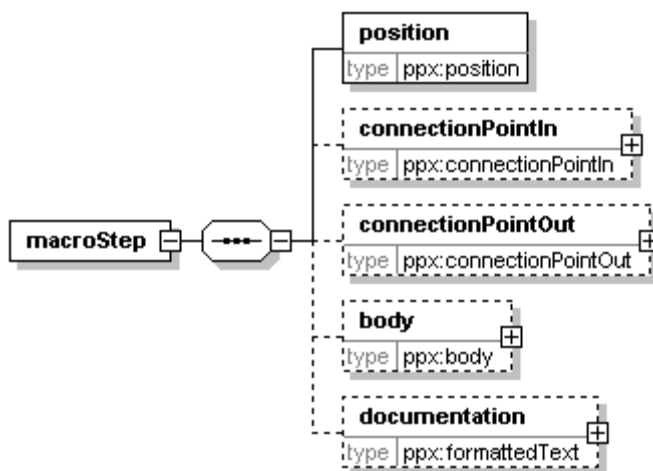 position
type ppx:position
connectionPointIn
type ppx:connectionPointIn
macroStep
connectionPointOut
type ppx:connectionPointOut
body
type ppx:body
documentation
type ppx:formattedText